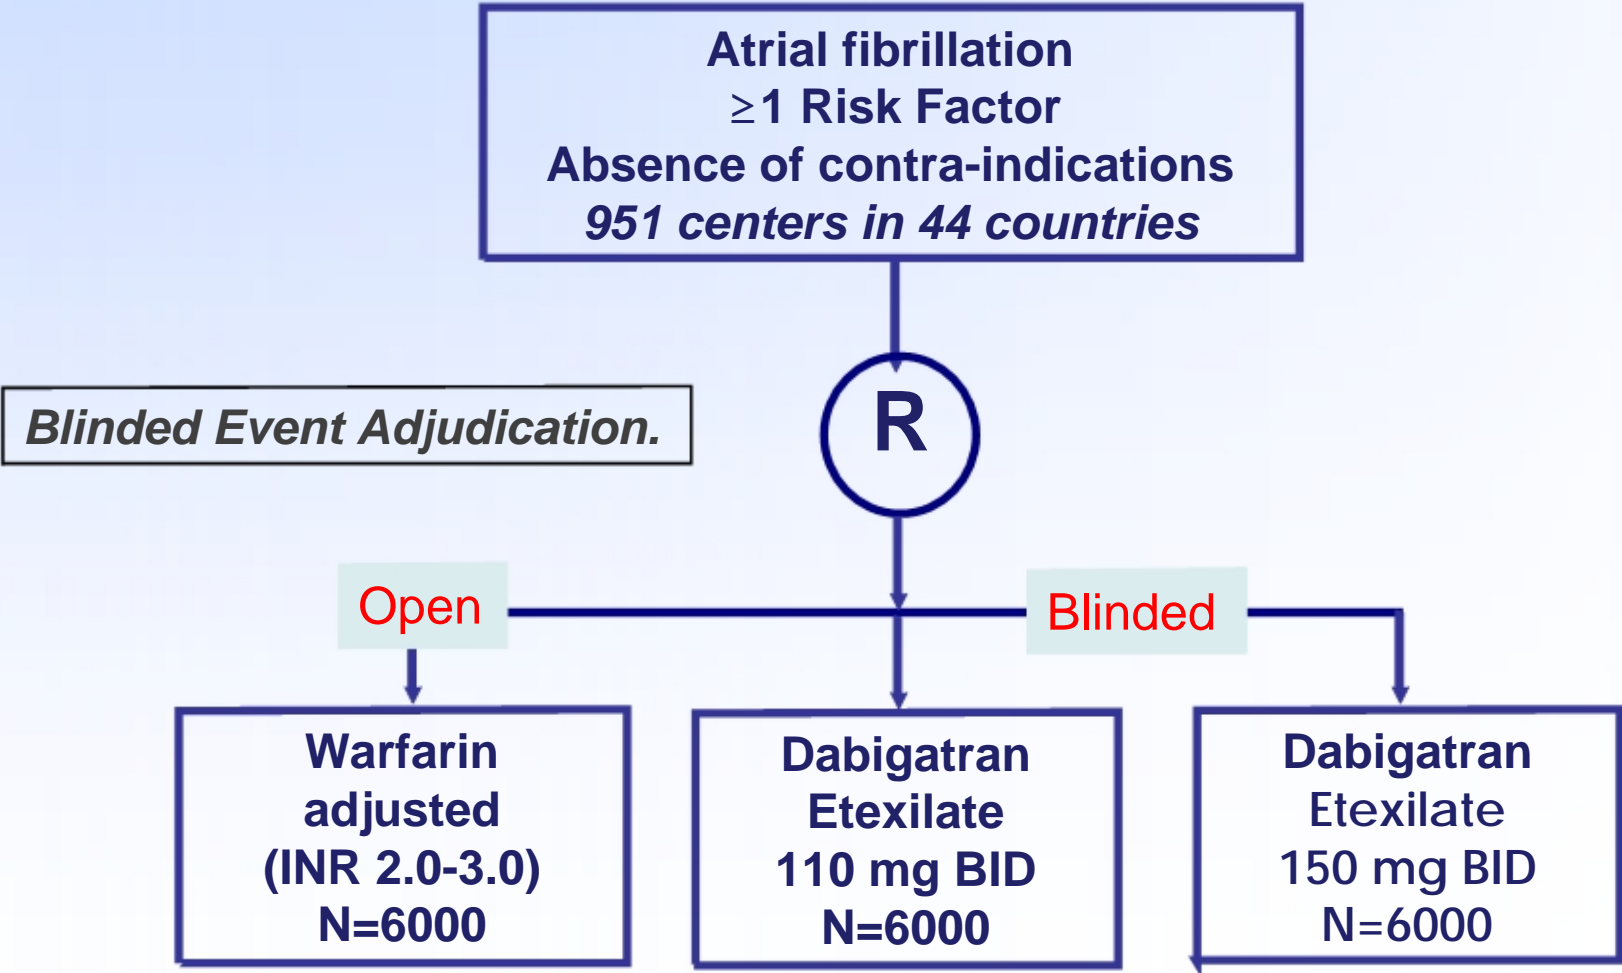 Atrial fibrillation
≥1 Risk Factor
Absence of contra-indications
951 centers in 44 countries
Blinded Event Adjudication.
R
Open
Blinded
Warfarin
adjusted
(INR 2.0-3.0)
N=6000
Dabigatran
Etexilate
110 mg BID
N=6000
Dabigatran
Etexilate
150 mg BID
N=6000